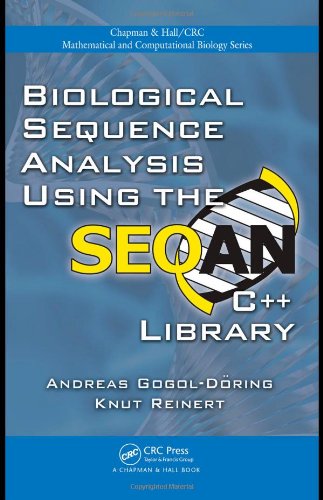 Chapman & Hall/CRC
Mathematical and Computational Biology Series
BIOLOGICAL
SEQUENCE
ANALYSIS
USING THE
SEQAN
C++
LIBRARY
ANDREAS GOGOL-DÖRING
KNUT REINERT
CRC Press
Taylor & Francis Group
A CHAPMAN & HALL BOOK